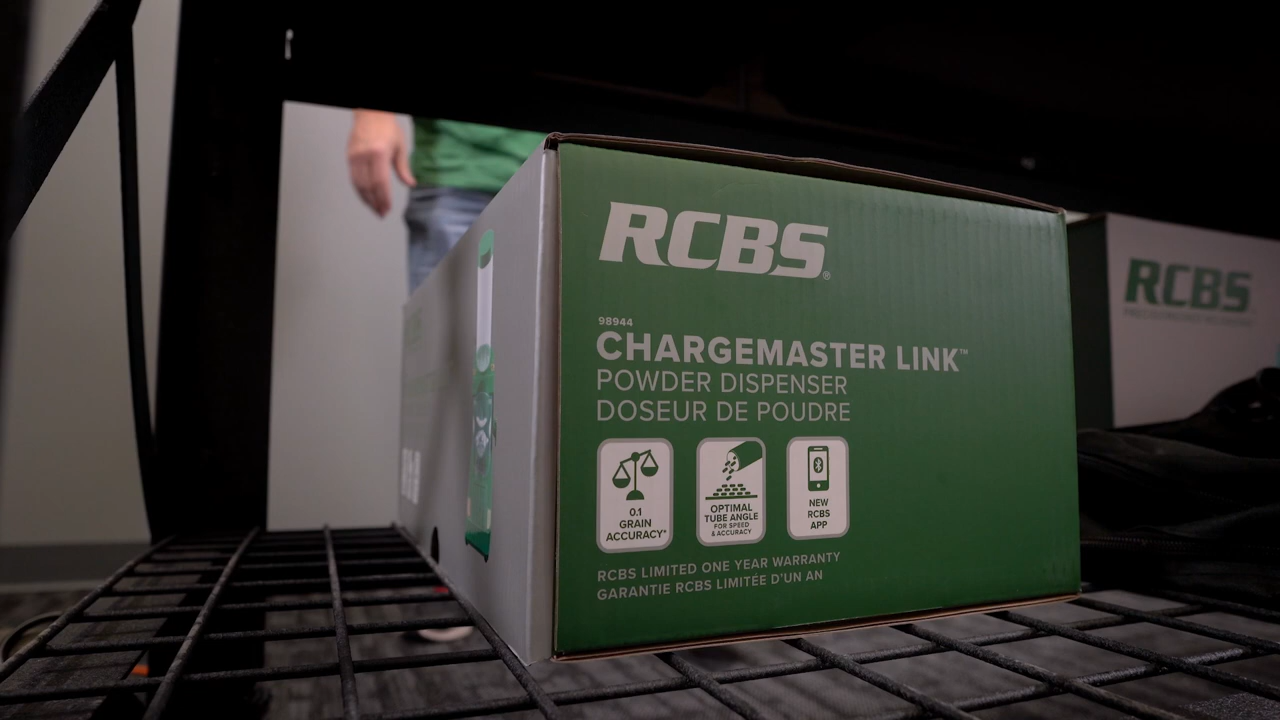 RCBS®
98944
CHARGEMASTER LINK™
POWDER DISPENSER
DOSEUR DE POUDRE
0.1
GRAIN
ACCURACY*
OPTIMAL
TUBE ANGLE
FOR SPEED
& ACCURACY
NEW
RCBS
APP
RCBS LIMITED ONE YEAR WARRANTY
GARANTIE RCBS LIMITÉE D'UN AN
RCBS